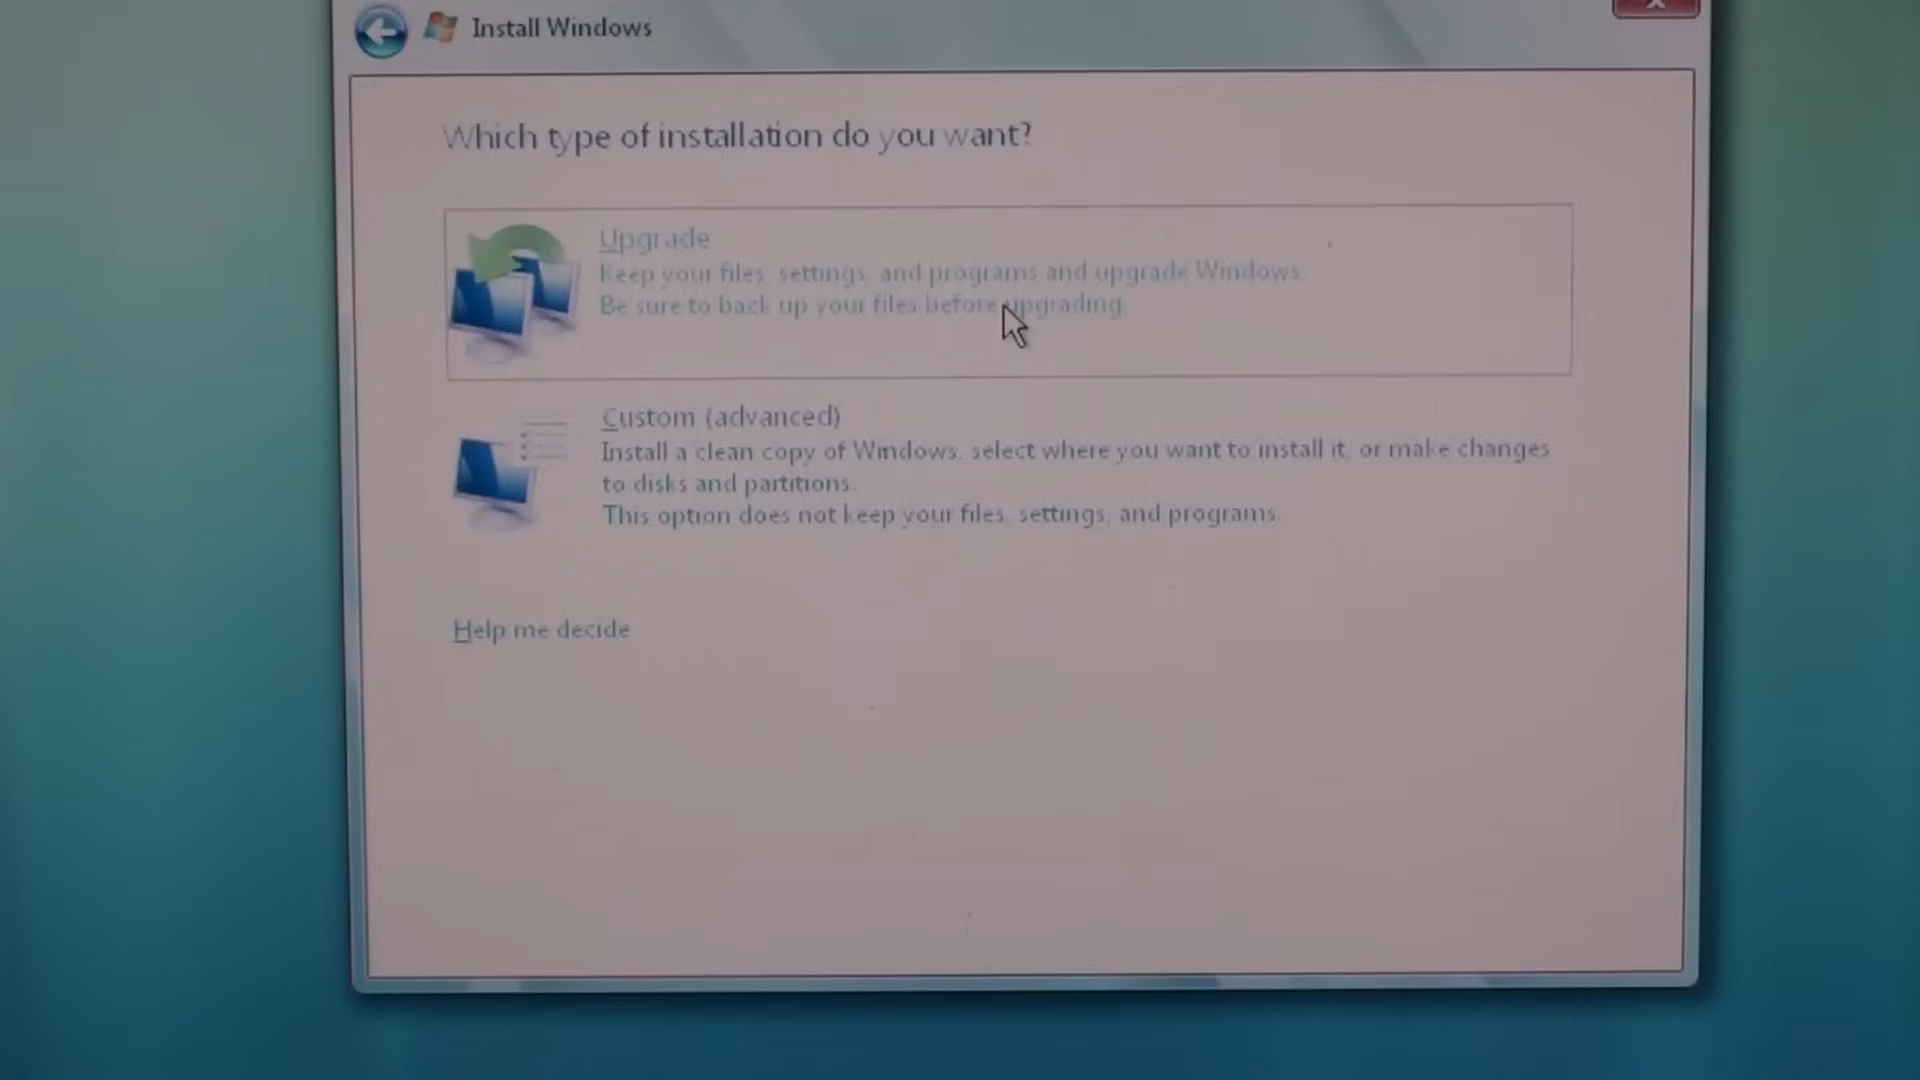 Install Windows
Which type of installation do you want?
Upgrade
Keep your files, settings, and programs and upgrade Windows.
Be sure to back up your files before upgrading.
Custom (advanced)
Install a clean copy of Windows, select where you want to install it, or make changes
to disks and partitions.
This option does not keep your files, settings, and programs.
Help me decide